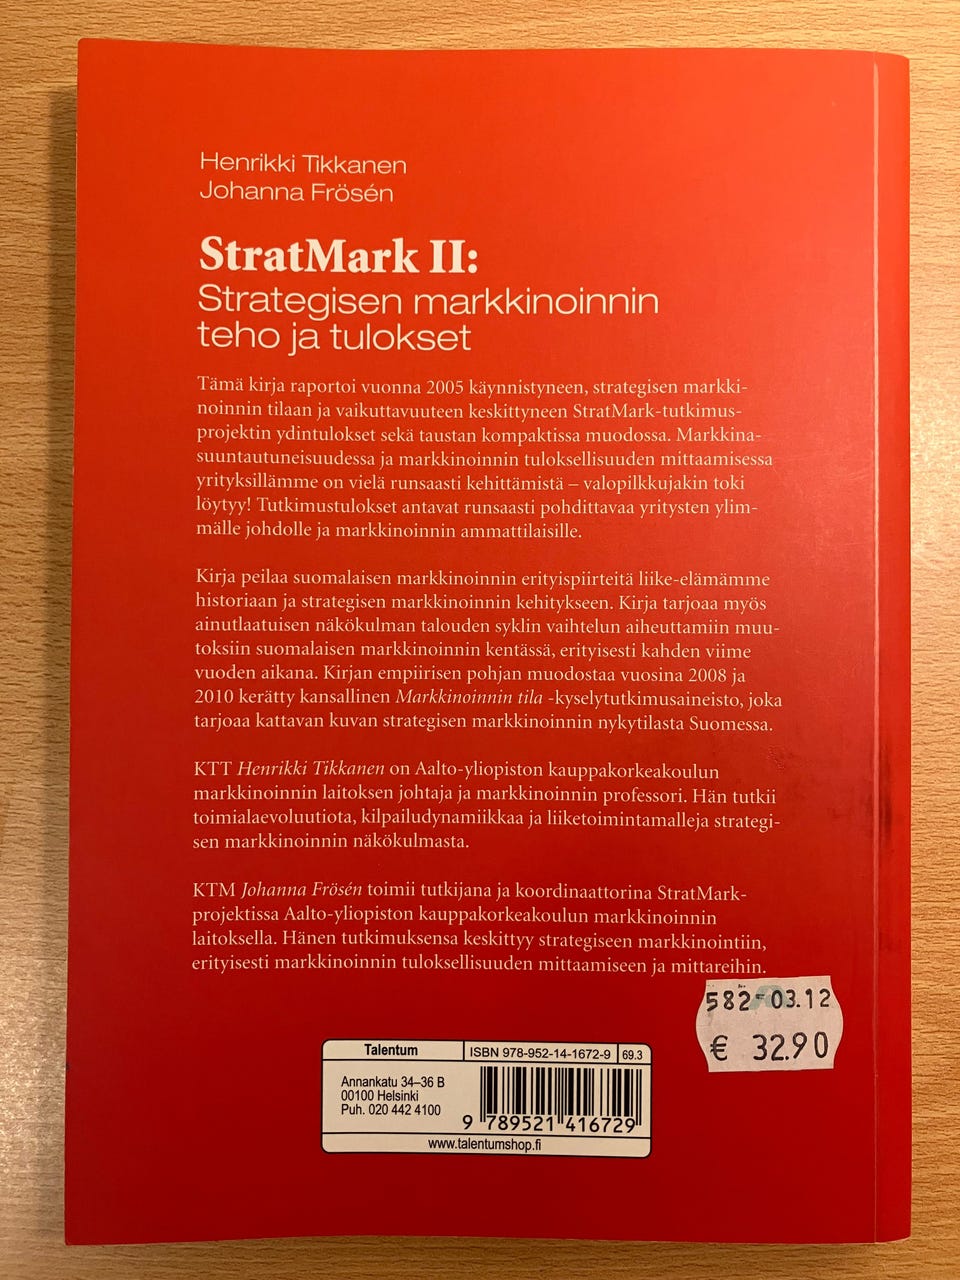 Henrikki Tikkanen
Johanna Frösén
StratMark II:
Strategisen markkinoinnin
teho ja tulokset
Tämä kirja raportoi vuonna 2005 käynnistyneen, strategisen markki-
noinnin tilaan ja vaikuttavuuteen keskittyneen StratMark-tutkimus-
projektin ydintulokset sekä taustan kompaktissa muodossa. Markkina-
suuntautuneisuudessa ja markkinoinnin tuloksellisuuden mittaamisessa
yrityksillämme on vielä runsaasti kehittämistä – valopilkkujakin toki
löytyy! Tutkimustulokset antavat runsaasti pohdittavaa yritysten ylim-
mälle johdolle ja markkinoinnin ammattilaisille.
Kirja peilaa suomalaisen markkinoinnin erityispiirteitä liike-elämämme
historiaan ja strategisen markkinoinnin kehitykseen. Kirja tarjoaa myös
ainutlaatuisen näkökulman talouden syklin vaihtelun aiheuttamiin muu-
toksiin suomalaisen markkinoinnin kentässä, erityisesti kahden viime
vuoden aikana. Kirjan empiirisen pohjan muodostaa vuosina 2008 ja
2010 kerätty kansallinen Markkinoinnin tila -kyselytutkimusaineisto, joka
tarjoaa kattavan kuvan strategisen markkinoinnin nykytilasta Suomessa.
KTT Henrikki Tikkanen on Aalto-yliopiston kauppakorkeakoulun
markkinoinnin laitoksen johtaja ja markkinoinnin professori. Hän tutkii
toimialaevoluutiota, kilpailudynamiikkaa ja liiketoimintamalleja strategi-
sen markkinoinnin näkökulmasta.
KTM Johanna Frösén toimii tutkijana ja koordinaattorina StratMark-
projektissa Aalto-yliopiston kauppakorkeakoulun markkinoinnin
laitoksella. Hänen tutkimuksensa keskittyy strategiseen markkinointiin,
erityisesti markkinoinnin tuloksellisuuden mittaamiseen ja mittareihin.
582-03.12
€ 32.90
Talentum
ISBN 978-952-14-1672-9
69.3
Annankatu 34–36 B
00100 Helsinki
Puh. 020 442 4100
9 789521 416729
www.talentumshop.fi